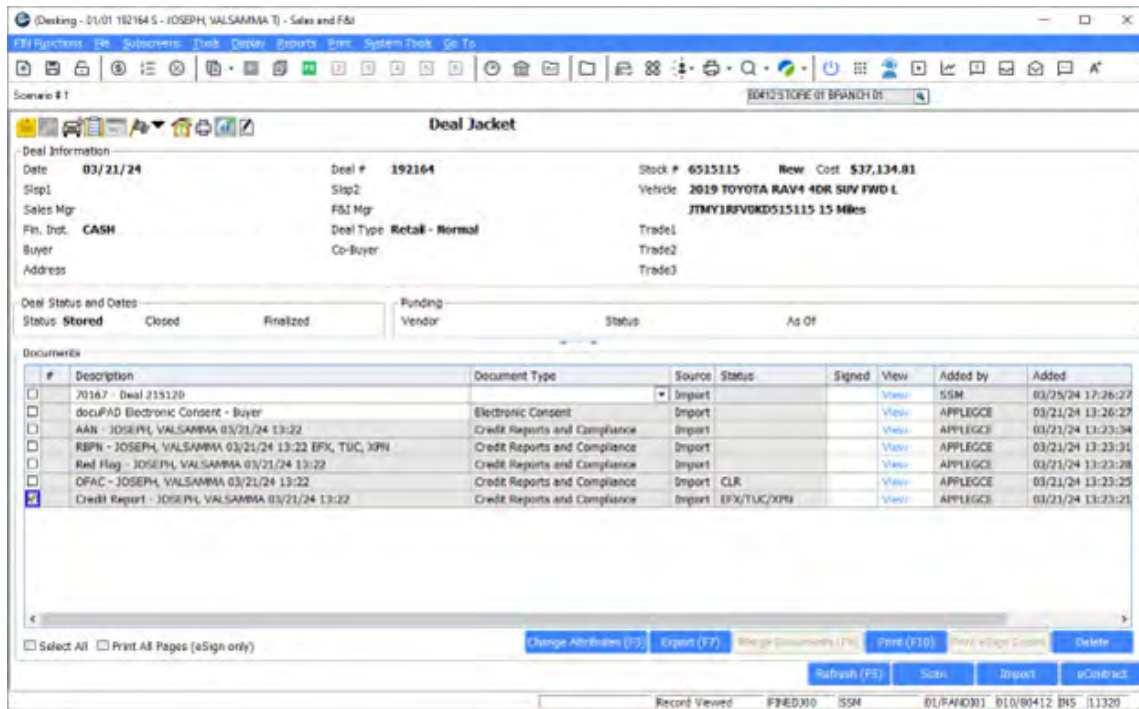 (Desking - 01/01 192164 S - JOSEPH, VALSAMMA T) - Sales and F&I
F&I Functions File Subscreens Tools Display Reports Print System Tools Go To
Scenario # 1 80412 STORE 01 BRANCH 01
Deal Jacket
Deal Information
Date 03/21/24 Deal # 192164 Stock # 6515115 New Cost $37,134.81
Slsp1 Slsp2 Vehicle 2019 TOYOTA RAV4 4DR SUV FWD L
Sales Mgr F&I Mgr JTMY1RFV0KD515115 15 Miles
Fin. Inst. CASH Deal Type Retail - Normal Trade1
Buyer Co-Buyer Trade2
Address Trade3
Deal Status and Dates Funding
Status Stored Closed Finalized Vendor Status As Of
Documents
# Description Document Type Source Status Signed View Added by Added
70167 - Deal 215120 Import View SSM 03/25/24 17:26:27
docuPAD Electronic Consent - Buyer Electronic Consent Import View APPLEGCE 03/21/24 13:26:27
AAN - JOSEPH, VALSAMMA 03/21/24 13:22 Credit Reports and Compliance Import View APPLEGCE 03/21/24 13:23:34
RBPN - JOSEPH, VALSAMMA 03/21/24 13:22 EFX, TUC, XPN Credit Reports and Compliance Import View APPLEGCE 03/21/24 13:23:31
Red Flag - JOSEPH, VALSAMMA 03/21/24 13:22 Credit Reports and Compliance Import View APPLEGCE 03/21/24 13:23:28
OFAC - JOSEPH, VALSAMMA 03/21/24 13:22 Credit Reports and Compliance Import CLR View APPLEGCE 03/21/24 13:23:25
Credit Report - JOSEPH, VALSAMMA 03/21/24 13:22 Credit Reports and Compliance Import EFX/TUC/XPN View APPLEGCE 03/21/24 13:23:21
Select All Print All Pages (eSign only) Change Attributes (F3) Export (F7) Merge Documents Print (F10) Print eSign Delete
Refresh (F5) Scan Import eContract
Record Viewed SSM 010/80412 INS 11320